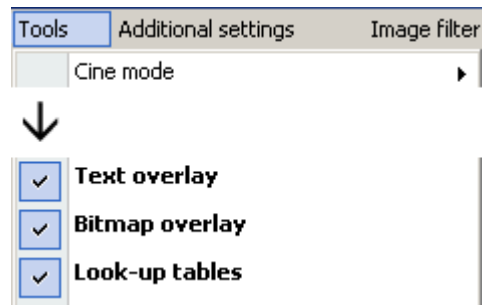 Tools Additional settings Image filter
Cine mode
Text overlay
Bitmap overlay
Look-up tables